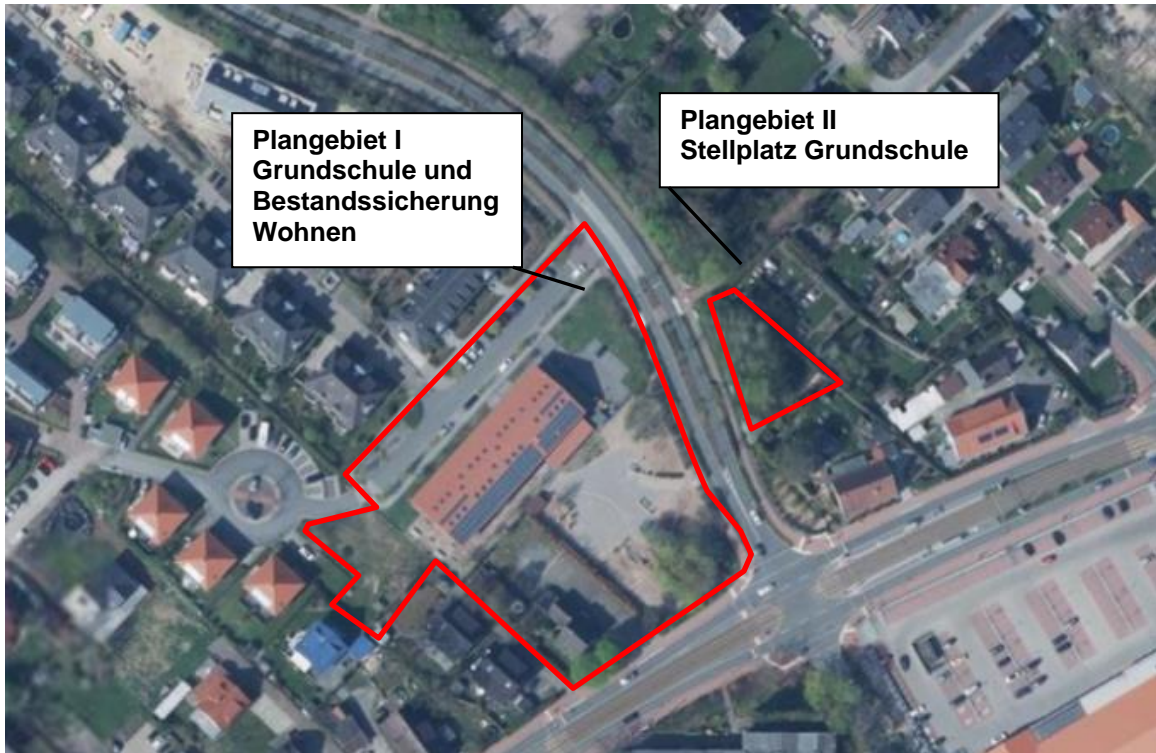 Plangebiet I
Grundschule und
Bestandssicherung
Wohnen
Plangebiet II
Stellplatz Grundschule